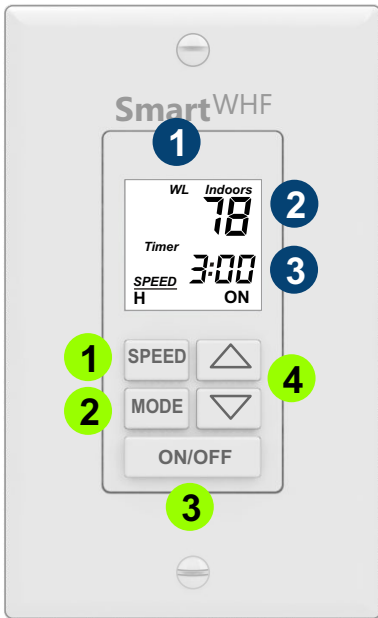 SmartWHF
1
WL Indoors
78 2
Timer
3:00 3
SPEED
H ON
1 SPEED
4
2 MODE
ON/OFF
3